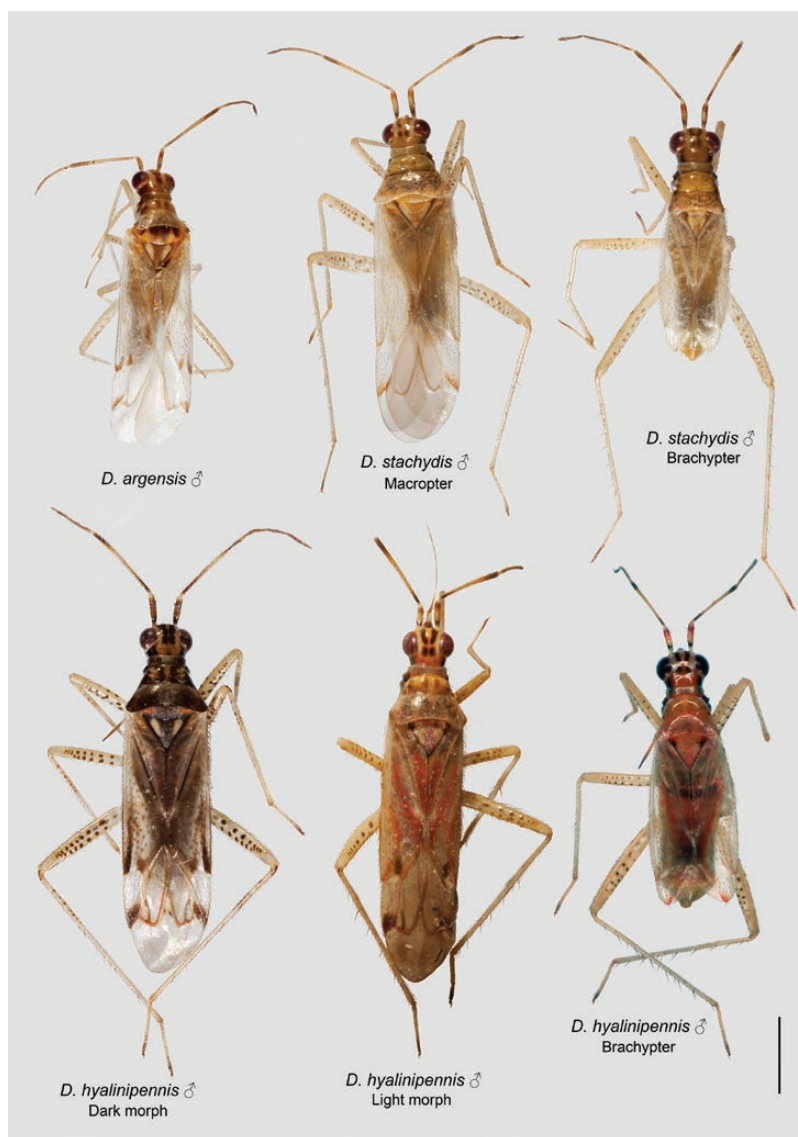 D. argensis ♂
D. stachydis ♂
Macropter
D. stachydis ♂
Brachypter
D. hyalinipennis ♂
Dark morph
D. hyalinipennis ♂
Light morph
D. hyalinipennis ♂
Brachypter